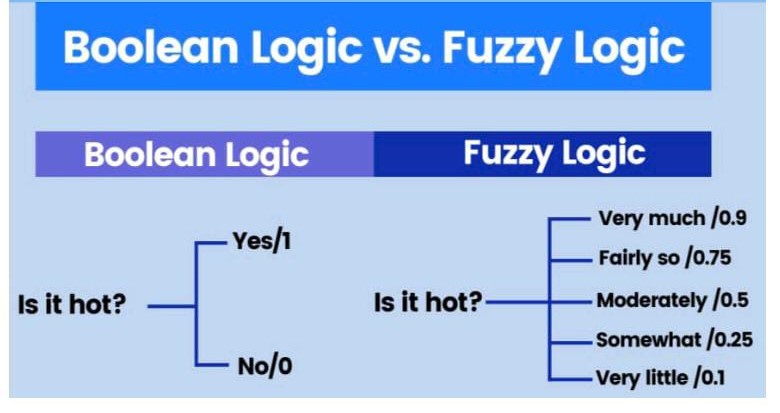 Boolean Logic vs. Fuzzy Logic
Boolean Logic
Fuzzy Logic
Is it hot?
Yes/1
No/0
Is it hot?
Very much /0.9
Fairly so /0.75
Moderately /0.5
Somewhat /0.25
Very little /0.1